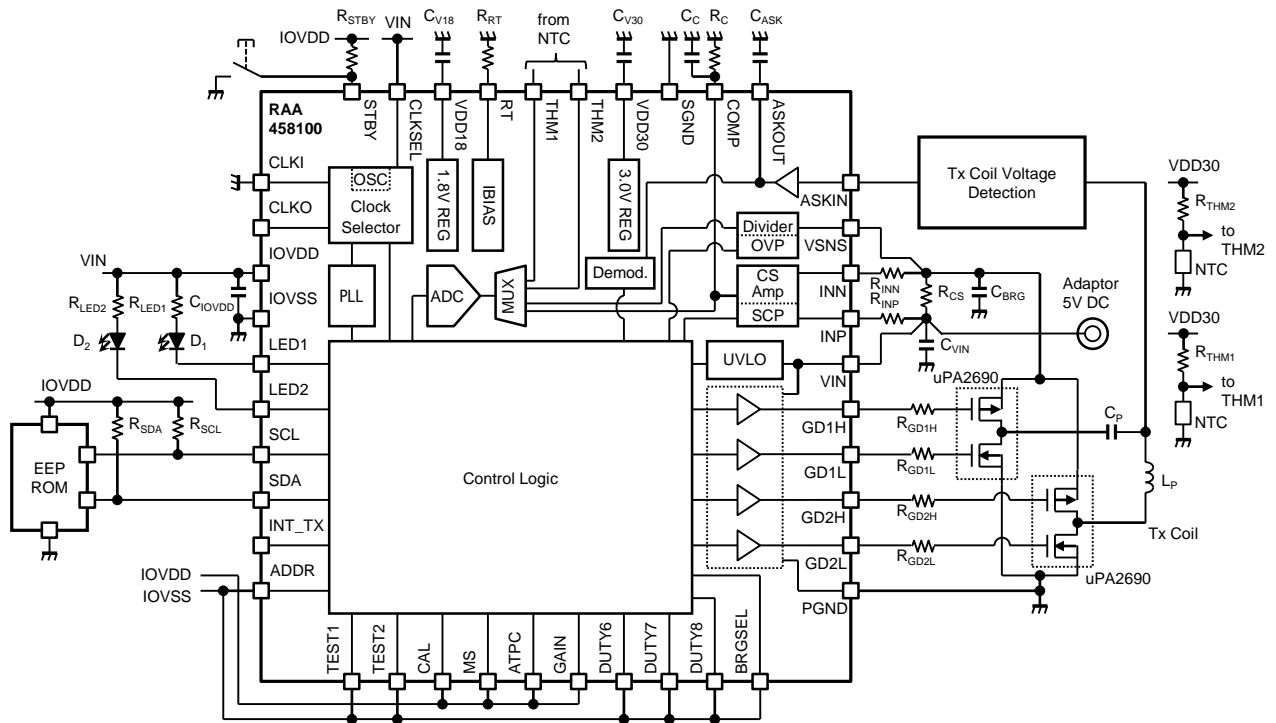 RSTBY
VIN
CV18
RRT
from
NTC
CV30
CC
RC
CASK
IOVDD
RAA
458100
STBY
CLKSEL
VDD18
RT
THM1
THM2
VDD30
SGND
COMP
ASKOUT
CLKI
CLKO
IOVDD
IOVSS
LED1
LED2
SCL
SDA
INT_TX
ADDR
OSC
Clock
Selector
PLL
1.8V REG
IBIAS
3.0V REG
ADC
MUX
Demod.
Divider
OVP
CS
Amp
SCP
UVLO
Control Logic
ASKIN
VSNS
INN
INP
VIN
GD1H
GD1L
GD2H
GD2L
PGND
Tx Coil Voltage
Detection
RINN
RINP
RCS
CBRG
CVIN
Adaptor
5V DC
uPA2690
RGD1H
RGD1L
RGD2H
RGD2L
CP
LP
Tx Coil
uPA2690
VDD30
RTHM2
to
THM2
NTC
VDD30
RTHM1
to
THM1
NTC
VIN
RLED2
RLED1
CIOVDD
D2
D1
IOVDD
RSDA
RSCL
EEP
ROM
IOVDD
IOVSS
TEST1
TEST2
CAL
MS
ATPC
GAIN
DUTY6
DUTY7
DUTY8
BRGSEL